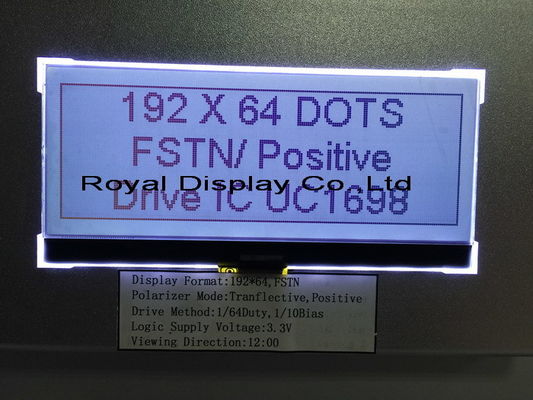 192 X 64 DOTS
FSTN/ Positive
Royal Display Co. Ltd
Drive IC UC1698
Display Format:192*64,FSTN
Polarizer Mode:Tranflective,Positive
Drive Method:1/64Duty,1/10Bias
Logic Supply Voltage:3.3V
Viewing Direction:12:00